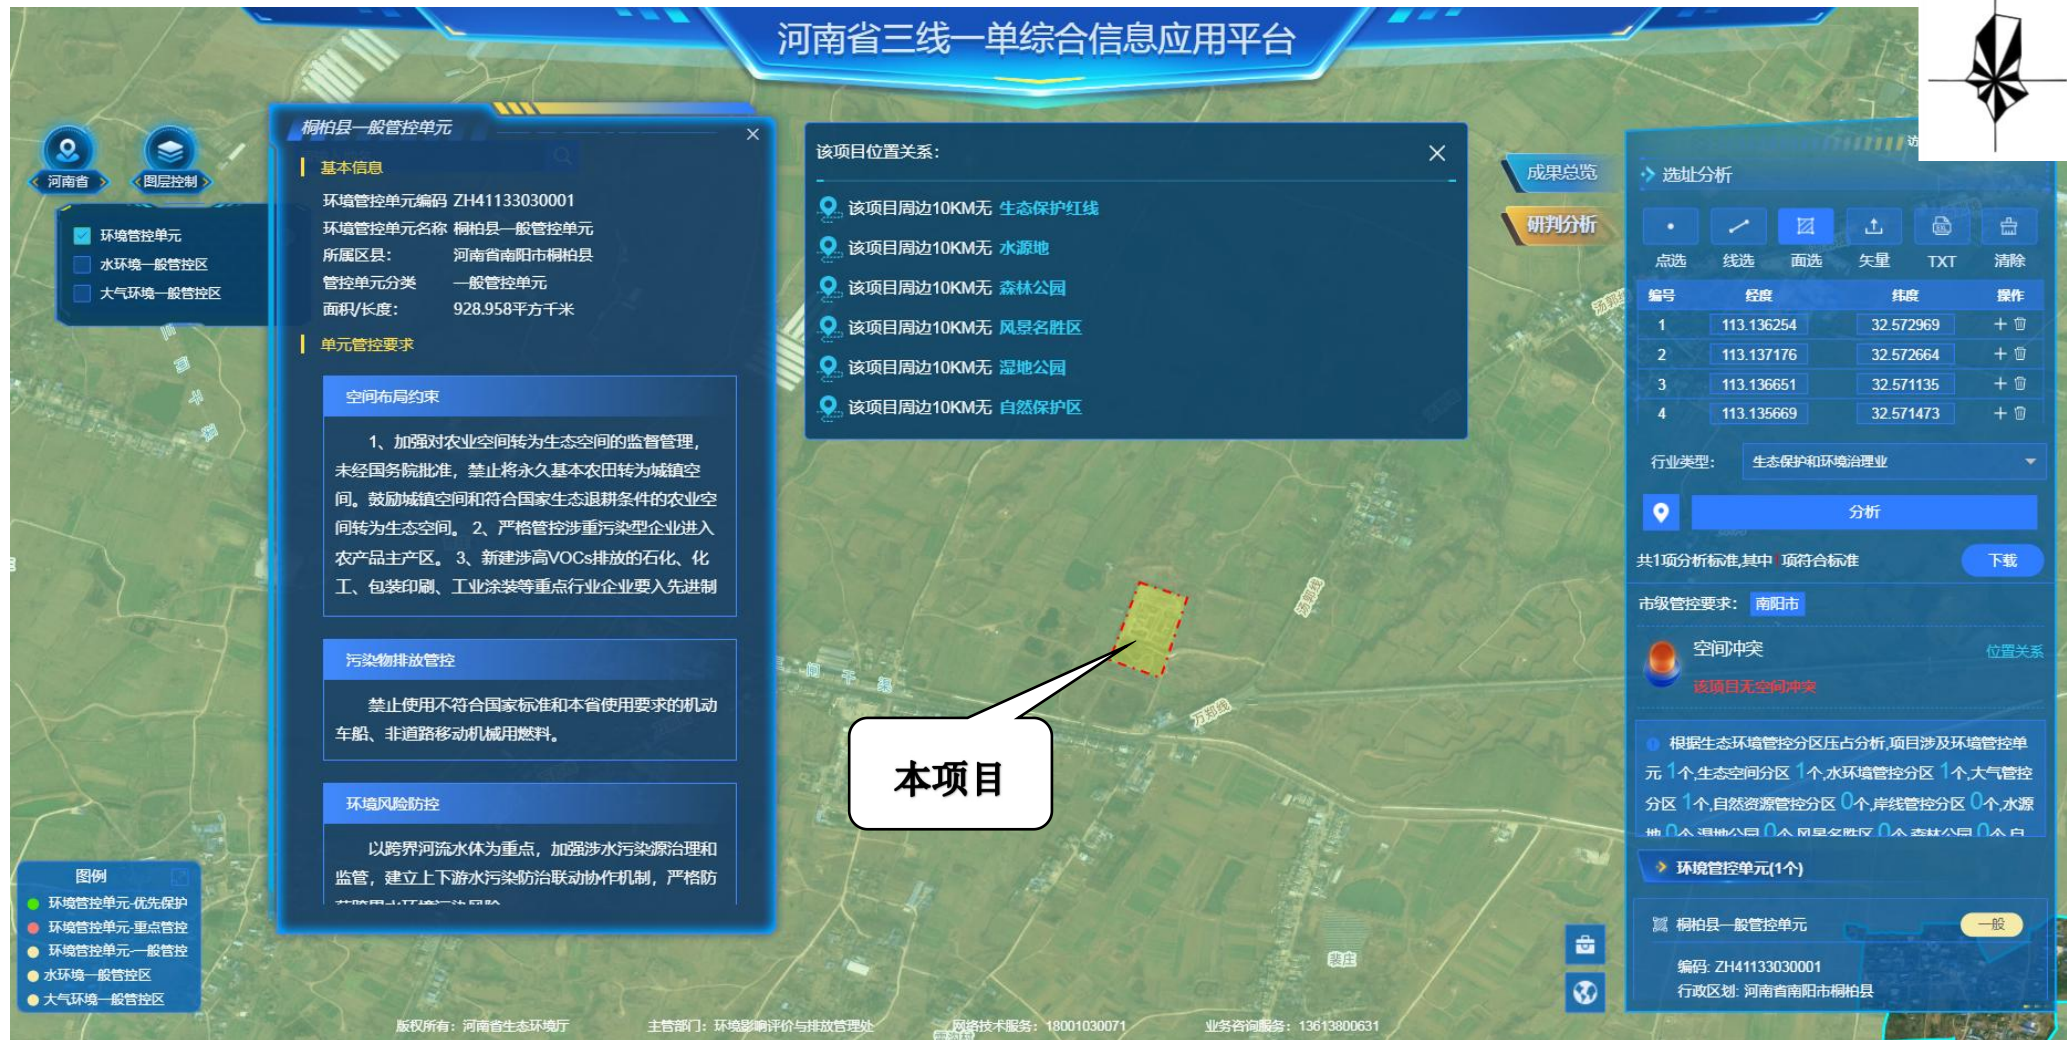 河南省三线一单综合信息应用平台
河南省
图层控制
环境管控单元
水环境一般管控区
大气环境一般管控区
桐柏县一般管控单元
基本信息
环境管控单元编码 ZH41133030001
环境管控单元名称 桐柏县一般管控单元
所属区县: 河南省南阳市桐柏县
管控单元分类 一般管控单元
面积/长度: 928.958平方千米
单元管控要求
空间布局约束
1、加强对农业空间转为生态空间的监督管理，
未经国务院批准，禁止将永久基本农田转为城镇空
间。鼓励城镇空间和符合国家生态退耕条件的农业空
间转为生态空间。 2、严格管控涉重污染型企业进入
农产品主产区。 3、新建涉高VOCs排放的石化、化
工、包装印刷、工业涂装等重点行业企业要入先进制
污染物排放管控
禁止使用不符合国家标准和本省使用要求的机动
车船、非道路移动机械用燃料。
环境风险防控
以跨界河流水体为重点，加强涉水污染源治理和
监管，建立上下游水污染防治联动协作机制，严格防
该项目位置关系:
该项目周边10KM无 生态保护红线
该项目周边10KM无 水源地
该项目周边10KM无 森林公园
该项目周边10KM无 风景名胜区
该项目周边10KM无 湿地公园
该项目周边10KM无 自然保护区
成果总览
研判分析
选址分析
点选 线选 面选 矢量 TXT 清除
编号 经度 纬度 操作
1 113.136254 32.572969
2 113.137176 32.572664
3 113.136651 32.571135
4 113.135669 32.571473
行业类型: 生态保护和环境治理业
分析
共1项分析标准,其中 项符合标准
下载
市级管控要求: 南阳市
空间冲突
位置关系
该项目无空间冲突
根据生态环境管控分区压占分析,项目涉及环境管控单
元 1个,生态空间分区 1个,水环境管控分区 1个,大气管控
分区 1个,自然资源管控分区 0个,岸线管控分区 0个,水源
地 0个,湿地公园 0个,风景名胜区 0个,森林公园 0个,自
环境管控单元(1个)
桐柏县一般管控单元
一般
编码: ZH41133030001
行政区划: 河南省南阳市桐柏县
汤郭线
万郑线
裴庄
本项目
图例
环境管控单元-优先保护
环境管控单元-重点管控
环境管控单元-一般管控
水环境一般管控区
大气环境一般管控区
版权所有: 河南省生态环境厅
主管部门: 环境影响评价与排放管理处
网络技术服务: 18001030071
业务咨询服务: 13613800631